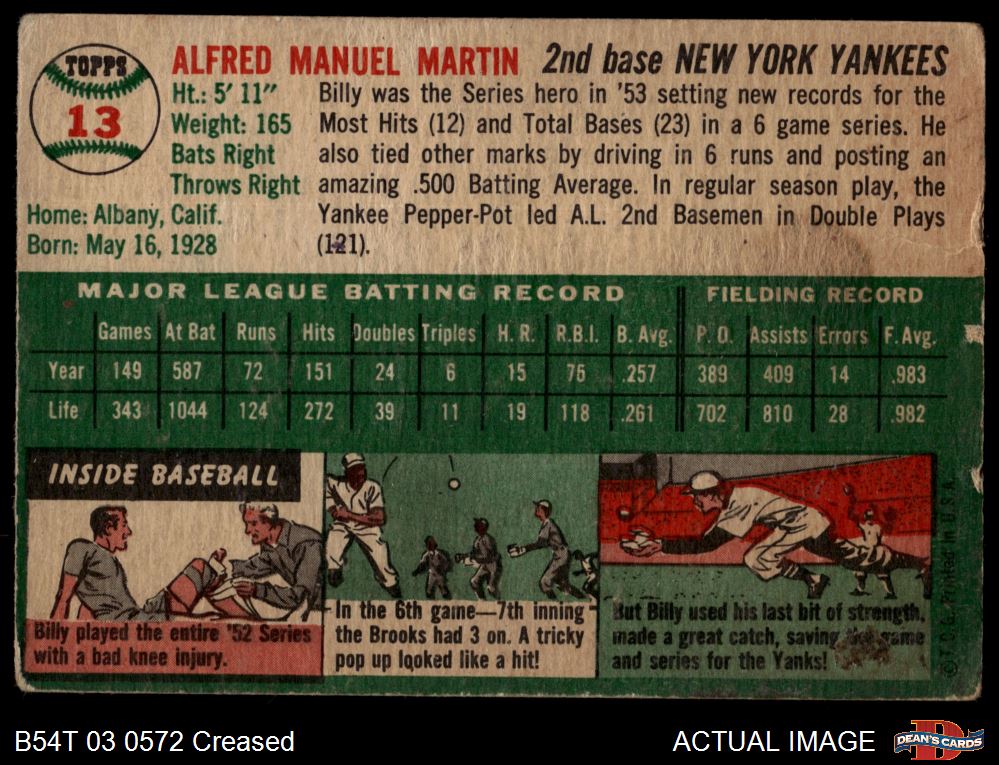 TOPPS
13
ALFRED MANUEL MARTIN 2nd base NEW YORK YANKEES
Ht.: 5' 11"
Weight: 165
Bats Right
Throws Right
Home: Albany, Calif.
Born: May 16, 1928
Billy was the Series hero in '53 setting new records for the
Most Hits (12) and Total Bases (23) in a 6 game series. He
also tied other marks by driving in 6 runs and posting an
amazing .500 Batting Average. In regular season play, the
Yankee Pepper-Pot led A.L. 2nd Basemen in Double Plays
(121).
MAJOR LEAGUE BATTING RECORD FIELDING RECORD
Games At Bat Runs Hits Doubles Triples H. R. R.B.I. B. Avg. P. O. Assists Errors F. Avg.
Year 149 587 72 151 24 6 15 75 .257 389 409 14 .983
Life 343 1044 124 272 39 11 19 118 .261 702 810 28 .982
INSIDE BASEBALL
Billy played the entire '52 Series
with a bad knee injury.
In the 6th game—7th inning
the Brooks had 3 on. A tricky
pop up looked like a hit!
But Billy used his last bit of strength,
made a great catch, saving the game
and series for the Yanks!
© T.C.G. Printed in U.S.A.
B54T 03 0572 Creased
ACTUAL IMAGE
DEAN'S CARDS